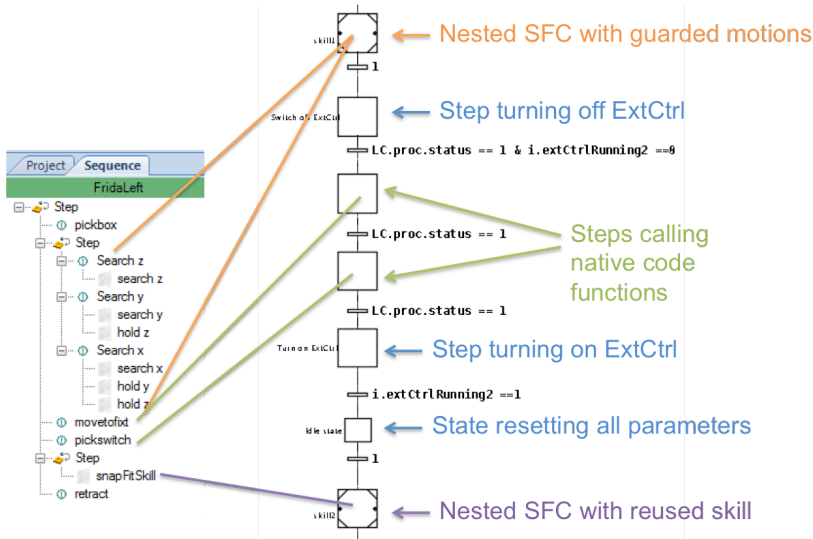 Project
Sequence
FridaLeft
Step
pickbox
Step
Search z
search z
Search y
search y
hold z
Search x
search x
hold y
hold z
movetofixt
pickswitch
Step
snapFitSkill
retract
skill1
1
Switch off ExtCtrl
LC.proc.status == 1 & i.extCtrlRunning2 ==0
LC.proc.status == 1
LC.proc.status == 1
Turn on ExtCtrl
i.extCtrlRunning2 ==1
Idle state
1
skill2
Nested SFC with guarded motions
Step turning off ExtCtrl
Steps calling
native code
functions
Step turning on ExtCtrl
State resetting all parameters
Nested SFC with reused skill